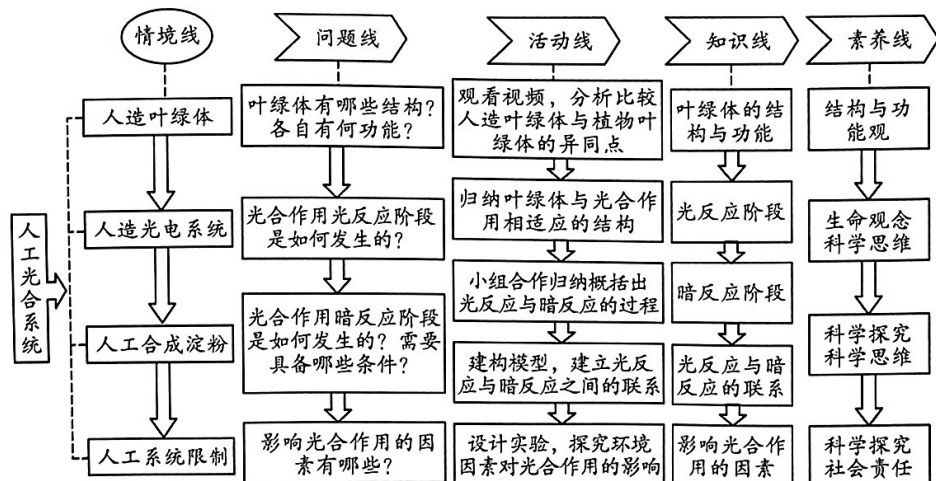 情境线
问题线
活动线
知识线
素养线
人工光合系统
人造叶绿体
人造光电系统
人工合成淀粉
人工系统限制
叶绿体有哪些结构?
各自有何功能?
光合作用光反应阶段
是如何发生的?
光合作用暗反应阶段
是如何发生的?需要
具备哪些条件?
影响光合作用的因
素有哪些?
观看视频,分析比较
人造叶绿体与植物叶
绿体的异同点
归纳叶绿体与光合作
用相适应的结构
小组合作归纳概括出
光反应与暗反应的过程
建构模型,建立光反
应与暗反应之间的联系
设计实验,探究环境
因素对光合作用的影响
叶绿体的结
构与功能
光反应阶段
暗反应阶段
光反应与暗
反应的联系
影响光合作
用的因素
结构与功
能观
生命观念
科学思维
科学探究
科学思维
科学探究
社会责任